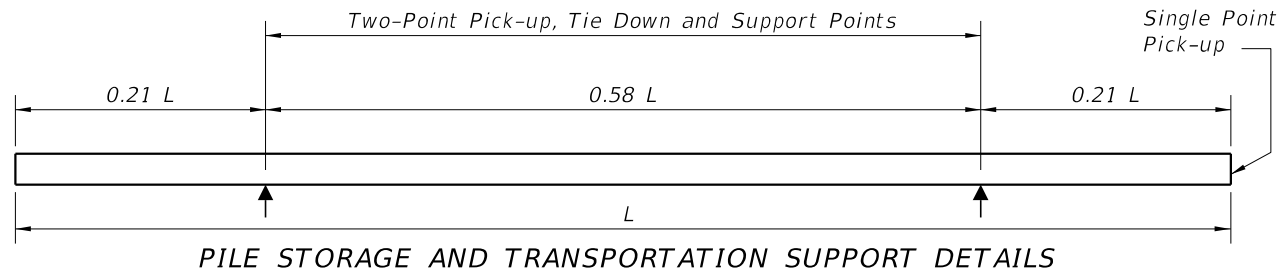 Two-Point Pick-up, Tie Down and Support Points
Single Point
Pick-up
0.21 L
0.58 L
0.21 L
L
PILE STORAGE AND TRANSPORTATION SUPPORT DETAILS